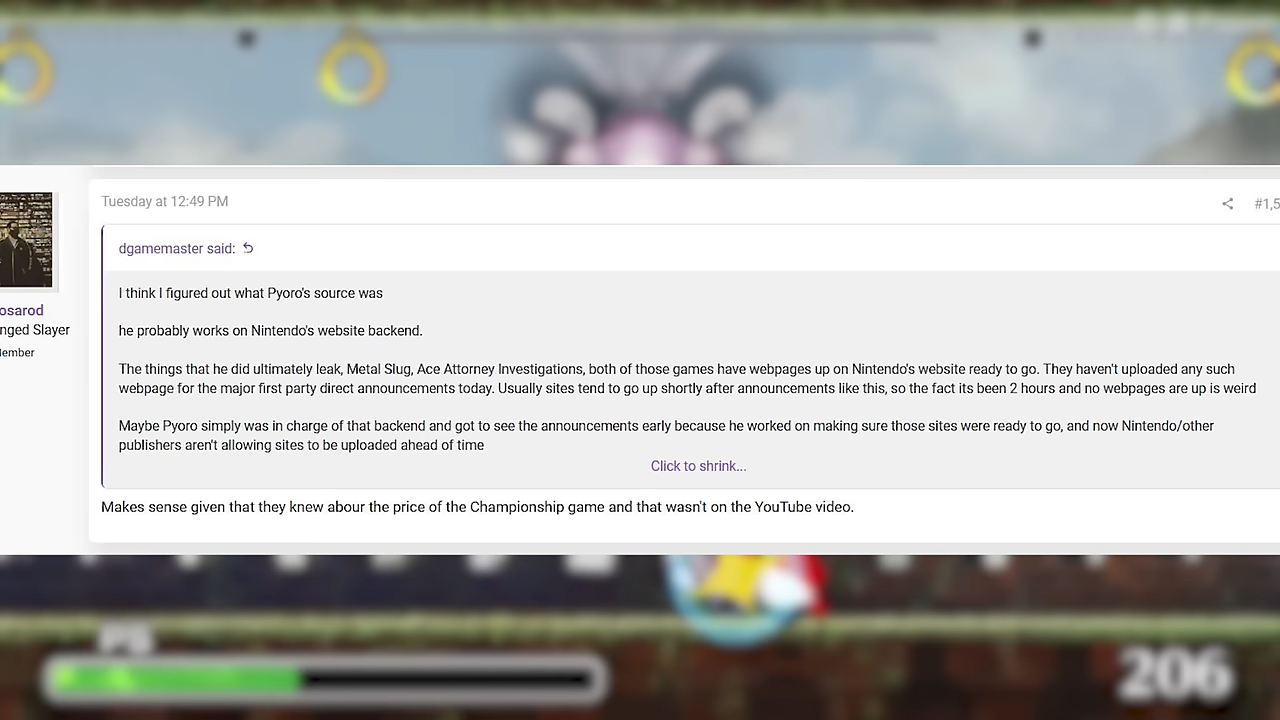 Tuesday at 12:49 PM
#1,5
dgamemaster said:
I think I figured out what Pyoro's source was
osarod
he probably works on Nintendo's website backend.
nged Slayer
ember
The things that he did ultimately leak, Metal Slug, Ace Attorney Investigations, both of those games have webpages up on Nintendo's website ready to go. They haven't uploaded any such
webpage for the major first party direct announcements today. Usually sites tend to go up shortly after announcements like this, so the fact its been 2 hours and no webpages are up is weird
Maybe Pyoro simply was in charge of that backend and got to see the announcements early because he worked on making sure those sites were ready to go, and now Nintendo/other
publishers aren't allowing sites to be uploaded ahead of time
Click to shrink...
Makes sense given that they knew abour the price of the Championship game and that wasn't on the YouTube video.
206